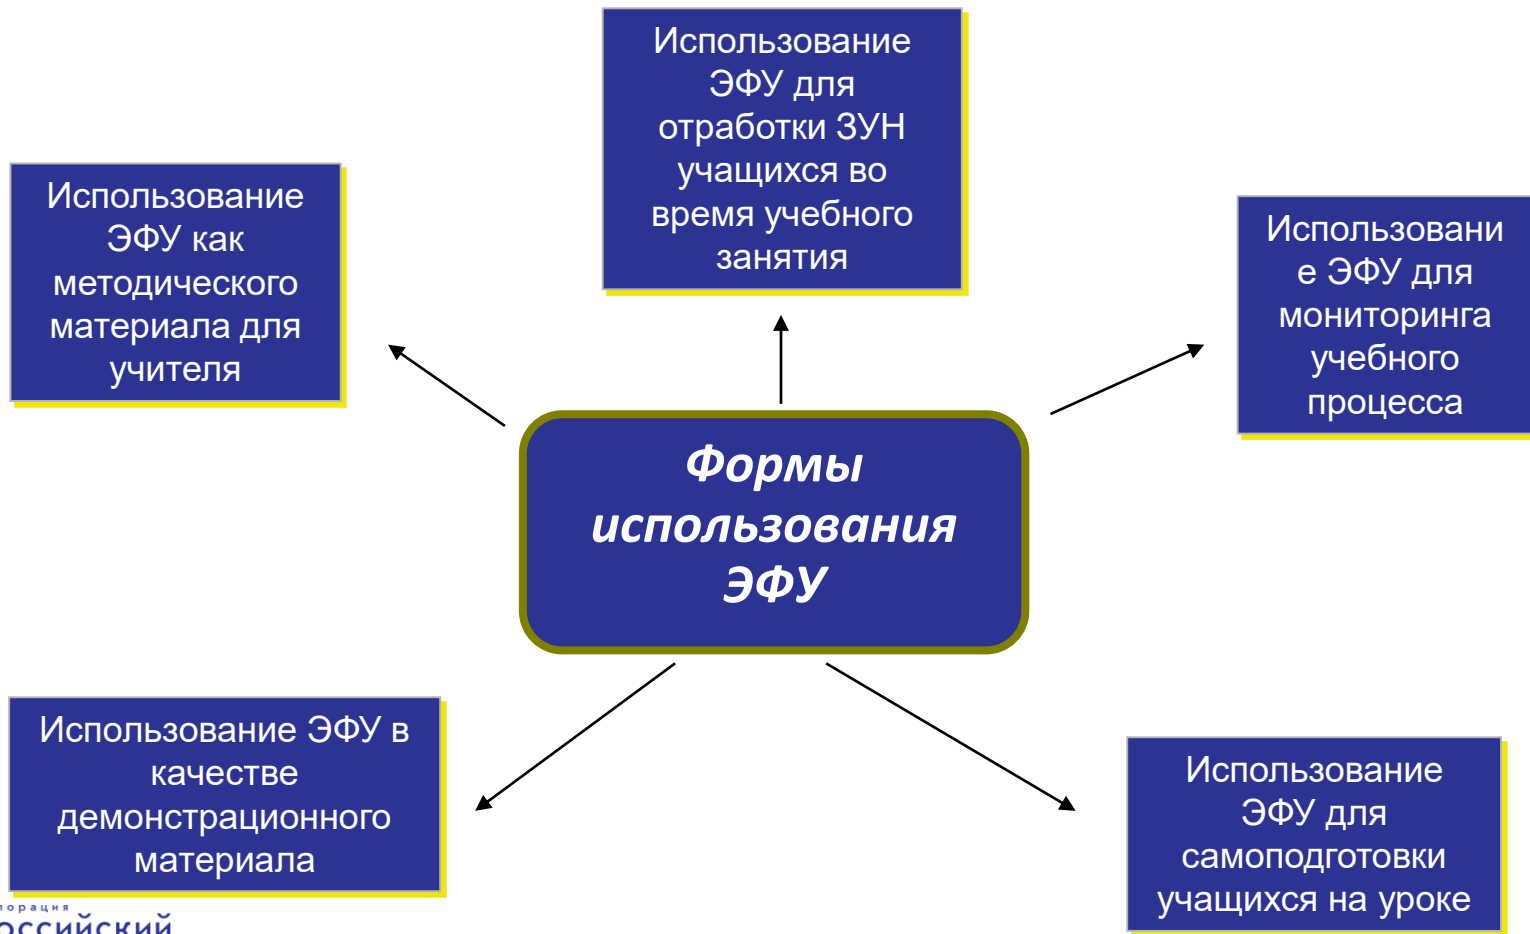 Использование
ЭФУ для
отработки ЗУН
учащихся во
время учебного
занятия
Использование
ЭФУ как
методического
материала для
учителя
Использовани
е ЭФУ для
мониторинга
учебного
процесса
Формы
использования
ЭФУ
Использование ЭФУ в
качестве
демонстрационного
материала
Использование
ЭФУ для
самоподготовки
учащихся на уроке